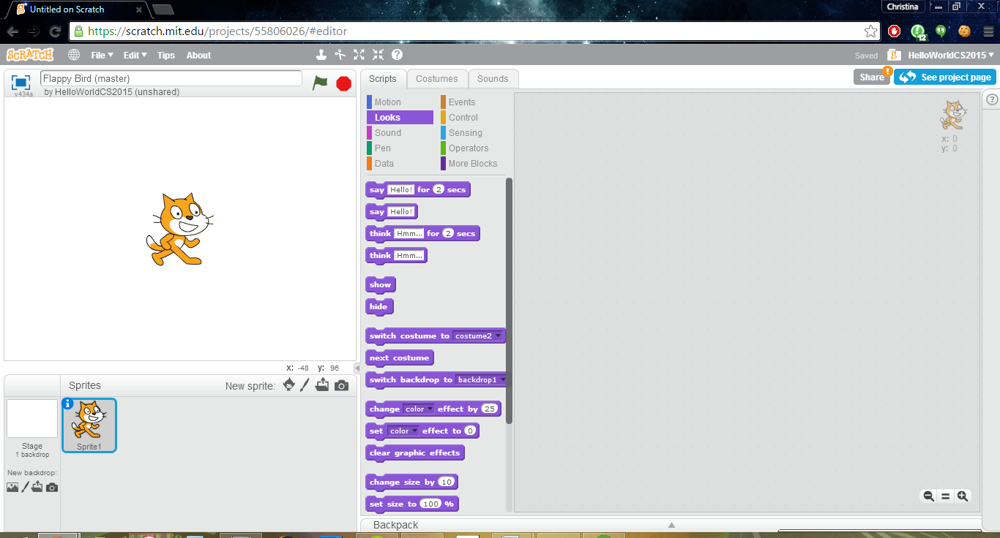 Untitled on Scratch
Christina
https://scratch.mit.edu/projects/55806026/#editor
12
SCRATCH
File
Edit
Tips
About
Saved
HelloWorldCS2015
v434a
Flappy Bird (master)
by HelloWorldCS2015 (unshared)
Scripts
Costumes
Sounds
Share
!
See project page
Motion
Events
Looks
Control
Sound
Sensing
Pen
Operators
Data
More Blocks
x: 0
y: 0
say Hello! for 2 secs
say Hello!
think Hmm... for 2 secs
think Hmm...
show
hide
switch costume to costume2
next costume
switch backdrop to backdrop1
change color effect by 25
set color effect to 0
clear graphic effects
change size by 10
set size to 100 %
x: -48 y: 96
Sprites
New sprite:
Stage
1 backdrop
New backdrop:
Sprite1
Backpack